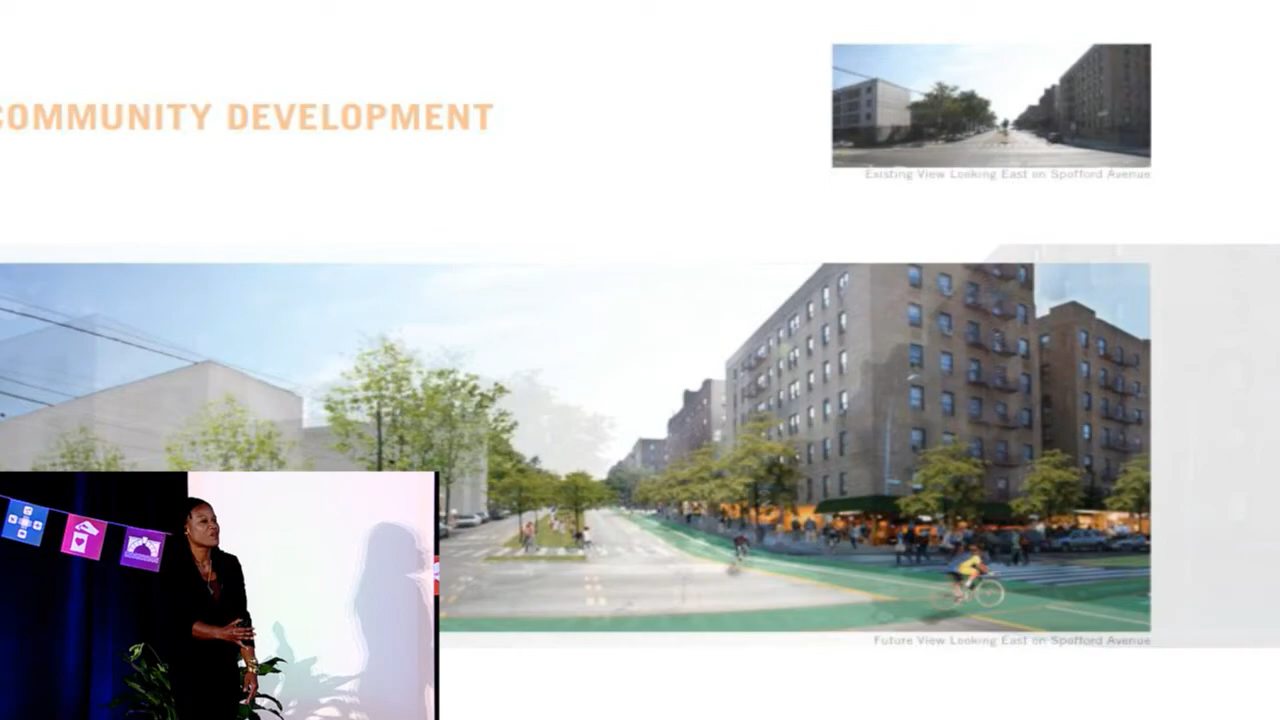 COMMUNITY DEVELOPMENT
Existing View Looking East on Spofford Avenue
Future View Looking East on Spofford Avenue